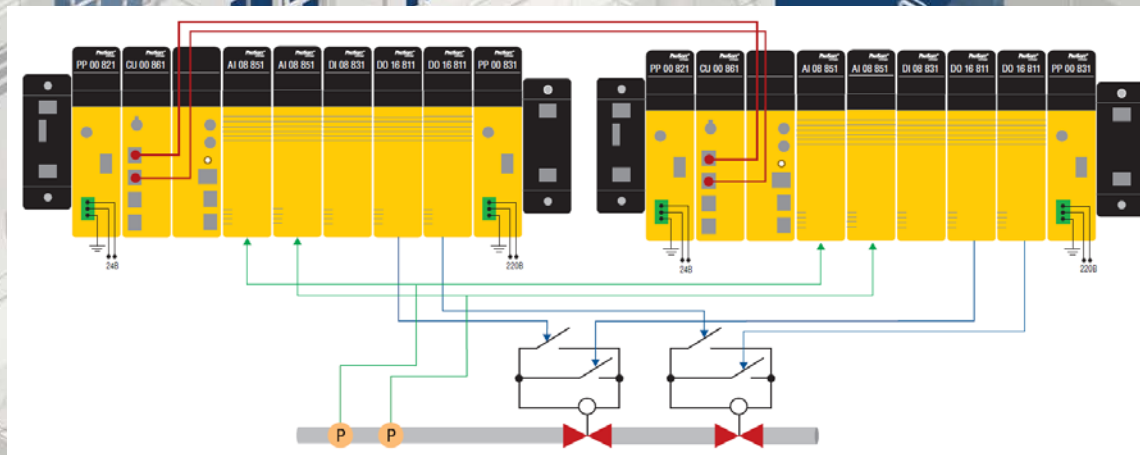 PP 00 821
CU 00 861
AI 08 851
AI 08 851
DI 08 831
DO 16 811
DO 16 811
PP 00 831
PP 00 821
CU 00 861
AI 08 851
AI 08 851
DI 08 831
DO 16 811
DO 16 811
PP 00 831
24В
220В
24В
220В
P
P